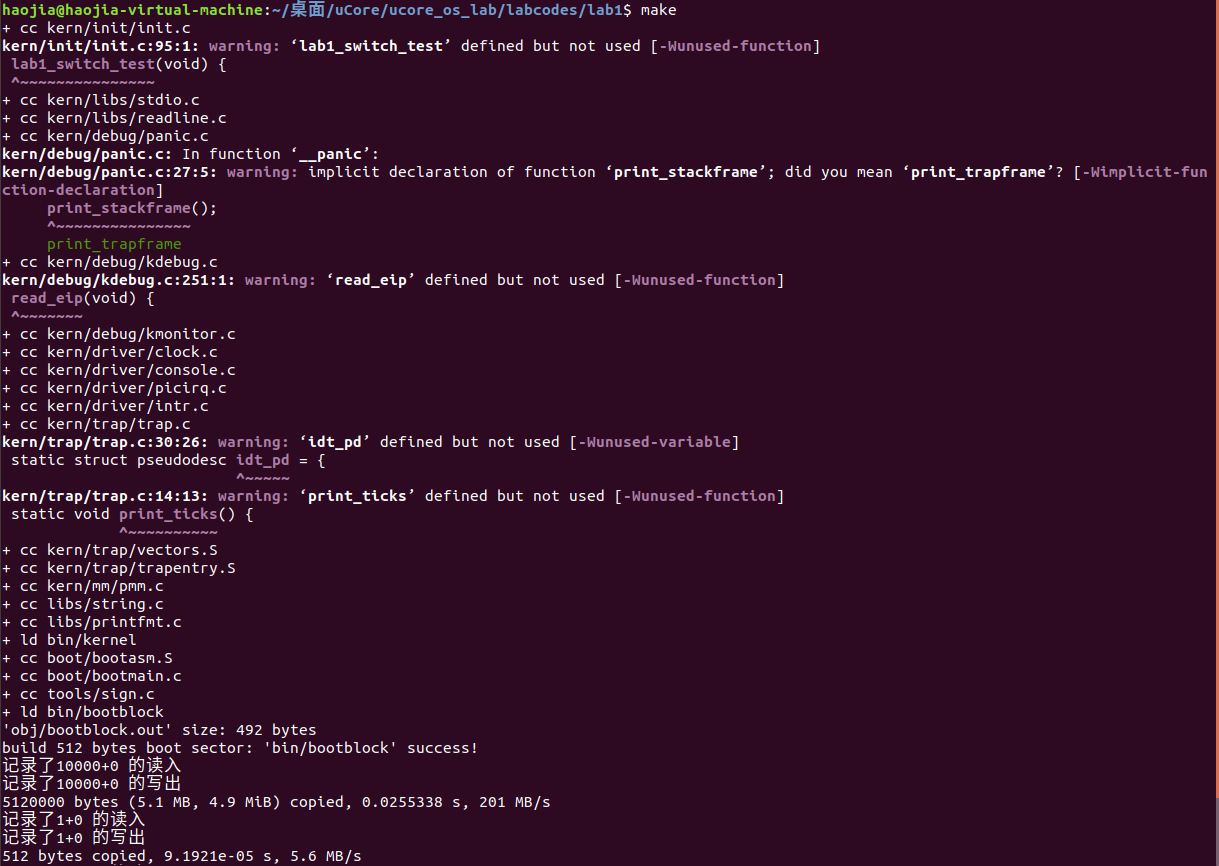 haojia@haojia-virtual-machine:~/桌面/uCore/ucore_os_lab/labcodes/lab1$ make
+ cc kern/init/init.c
kern/init/init.c:95:1: warning: ‘lab1_switch_test’ defined but not used [-Wunused-function]
 lab1_switch_test(void) {
 ^~~~~~~~~~~~~~~~
+ cc kern/libs/stdio.c
+ cc kern/libs/readline.c
+ cc kern/debug/panic.c
kern/debug/panic.c: In function ‘__panic’:
kern/debug/panic.c:27:5: warning: implicit declaration of function ‘print_stackframe’; did you mean ‘print_trapframe’? [-Wimplicit-fun
ction-declaration]
     print_stackframe();
     ^~~~~~~~~~~~~~~~
     print_trapframe
+ cc kern/debug/kdebug.c
kern/debug/kdebug.c:251:1: warning: ‘read_eip’ defined but not used [-Wunused-function]
 read_eip(void) {
 ^~~~~~~~
+ cc kern/debug/kmonitor.c
+ cc kern/driver/clock.c
+ cc kern/driver/console.c
+ cc kern/driver/picirq.c
+ cc kern/driver/intr.c
+ cc kern/trap/trap.c
kern/trap/trap.c:30:26: warning: ‘idt_pd’ defined but not used [-Wunused-variable]
 static struct pseudodesc idt_pd = {
                          ^~~~~~
kern/trap/trap.c:14:13: warning: ‘print_ticks’ defined but not used [-Wunused-function]
 static void print_ticks() {
             ^~~~~~~~~~~
+ cc kern/trap/vectors.S
+ cc kern/trap/trapentry.S
+ cc kern/mm/pmm.c
+ cc libs/string.c
+ cc libs/printfmt.c
+ ld bin/kernel
+ cc boot/bootasm.S
+ cc boot/bootmain.c
+ cc tools/sign.c
+ ld bin/bootblock
'obj/bootblock.out' size: 492 bytes
build 512 bytes boot sector: 'bin/bootblock' success!
记录了10000+0 的读入
记录了10000+0 的写出
5120000 bytes (5.1 MB, 4.9 MiB) copied, 0.0255338 s, 201 MB/s
记录了1+0 的读入
记录了1+0 的写出
512 bytes copied, 9.1921e-05 s, 5.6 MB/s